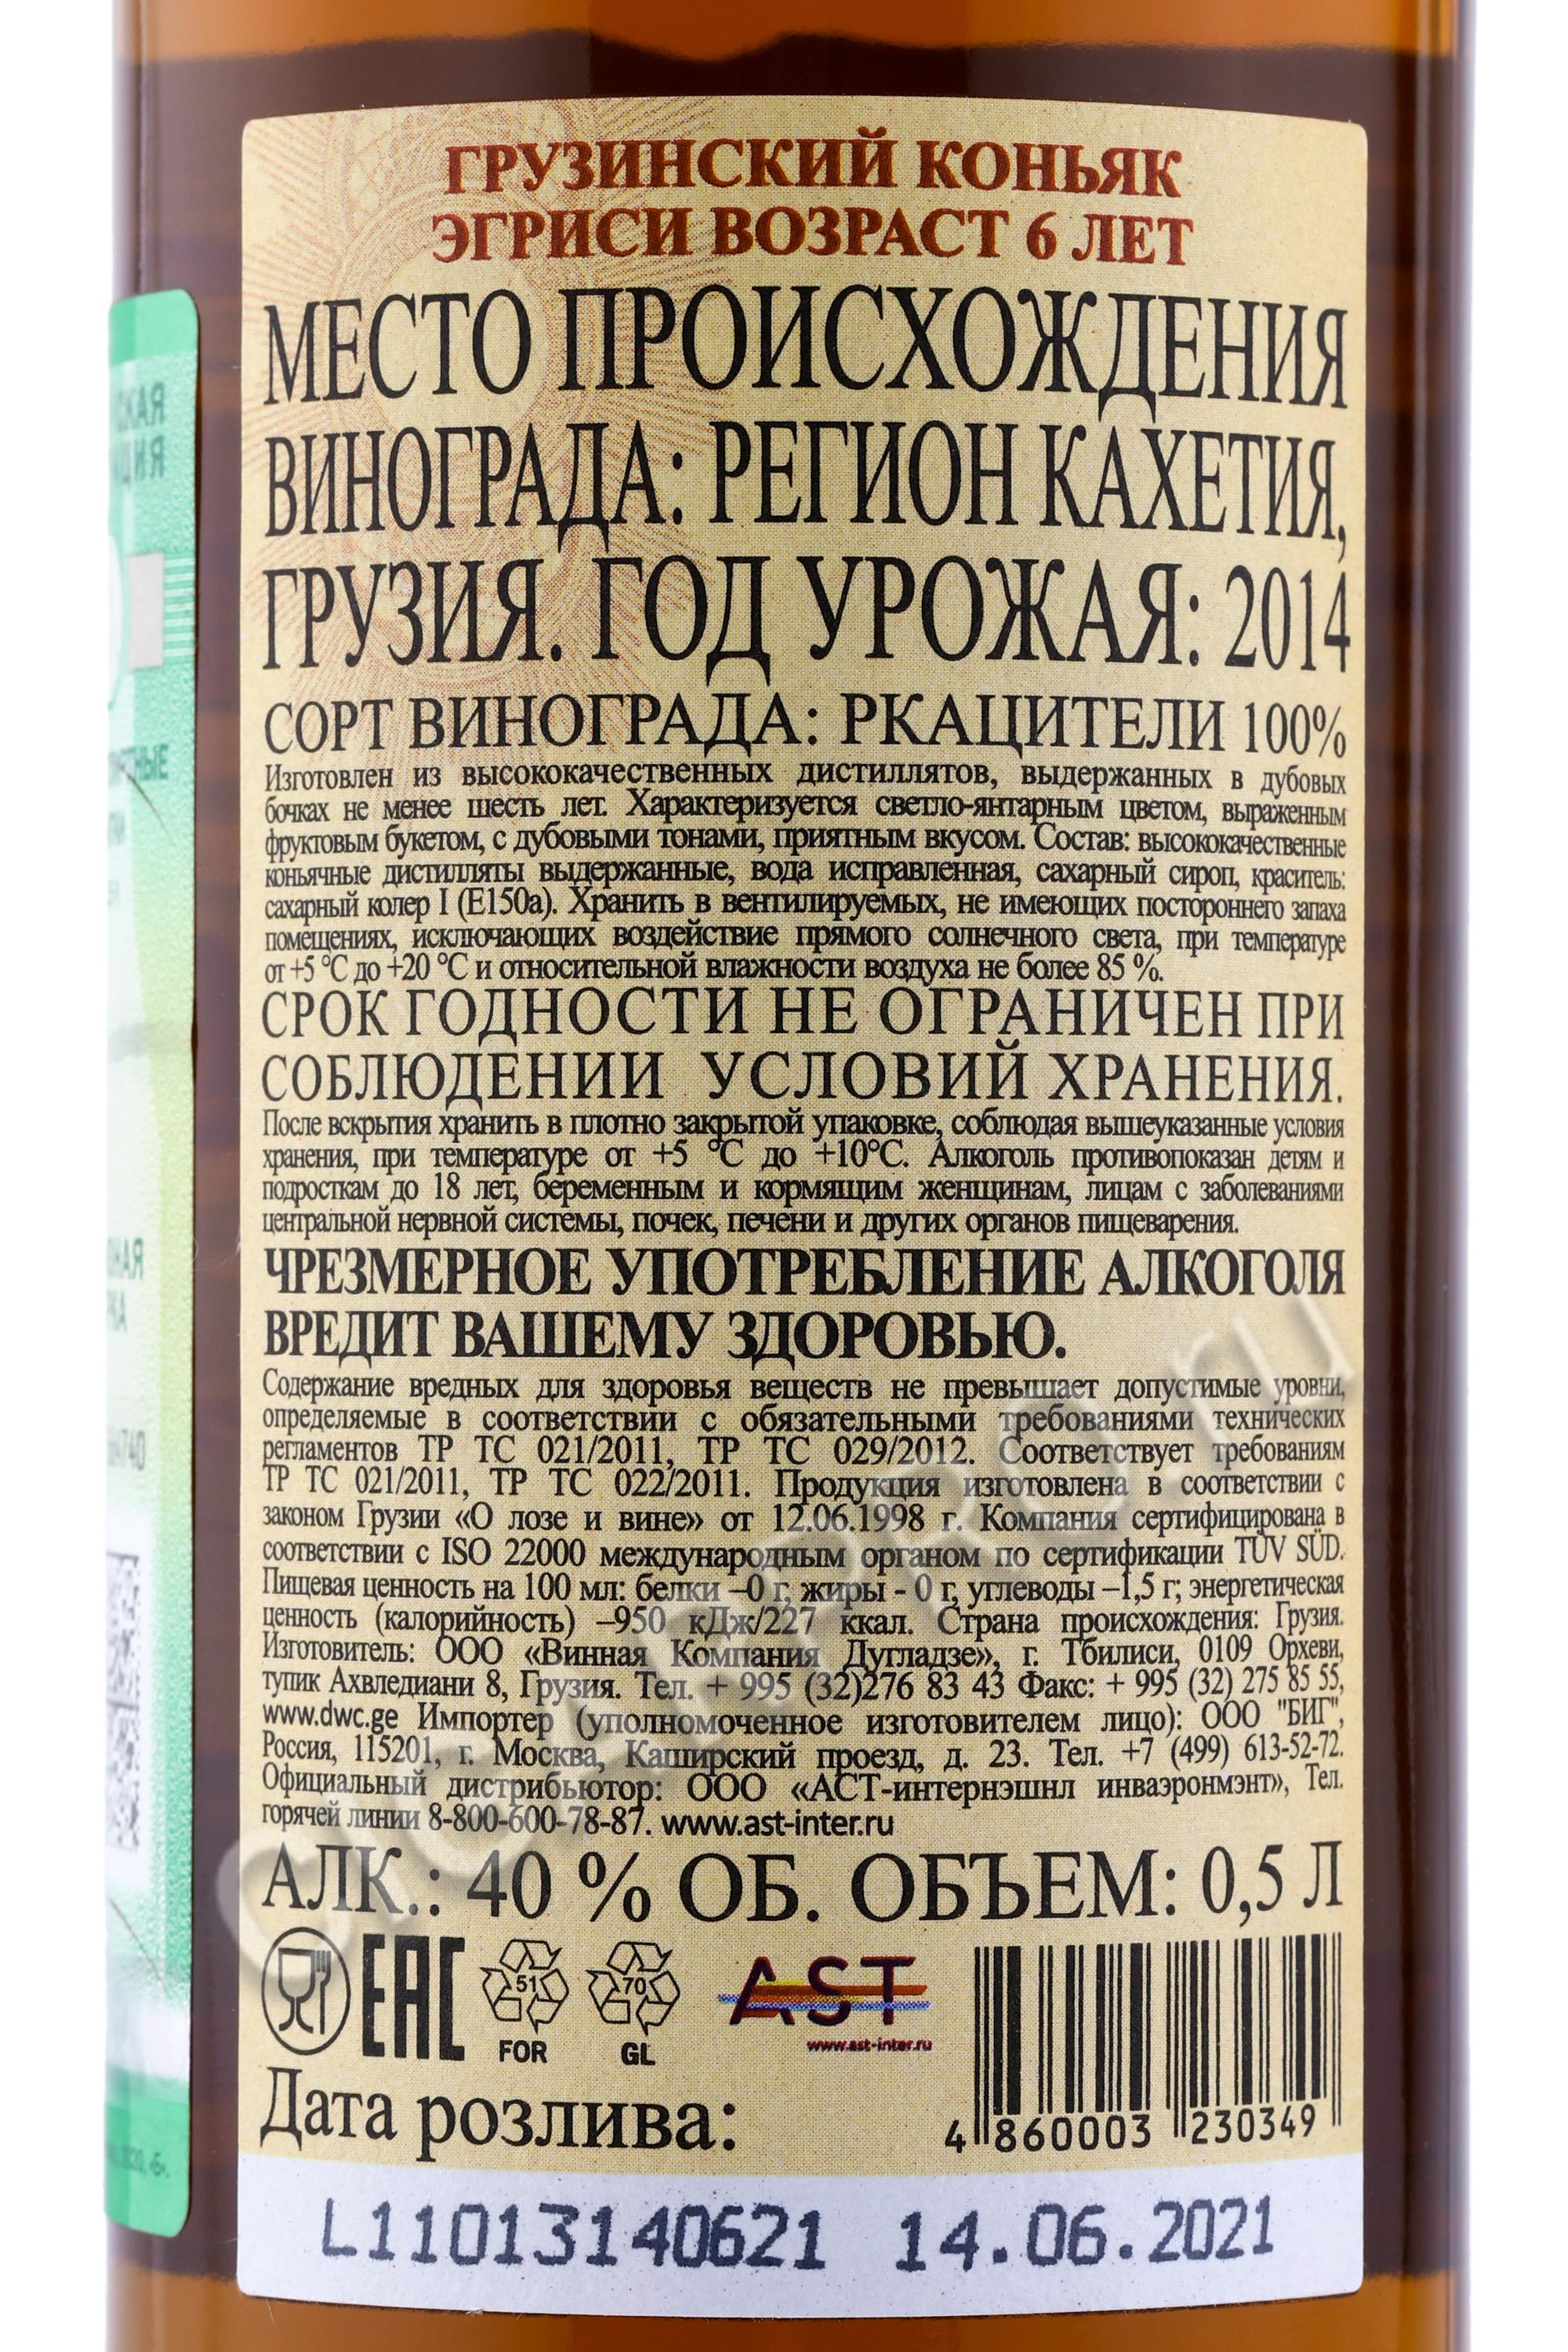 ГРУЗИНСКИЙ КОНЬЯК
ЭГРИСИ ВОЗРАСТ 6 ЛЕТ
МЕСТО ПРОИСХОЖДЕНИЯ
ВИНОГРАДА: РЕГИОН КАХЕТИЯ,
ГРУЗИЯ. ГОД УРОЖАЯ: 2014
СОРТ ВИНОГРАДА: РКАЦИТЕЛИ 100%
Изготовлен из высококачественных дистиллятов, выдержанных в дубовых
бочках не менее шесть лет. Характеризуется светло-янтарным цветом, выраженным
фруктовым букетом, с дубовыми тонами, приятным вкусом. Состав: высококачественные
коньячные дистилляты выдержанные, вода исправленная, сахарный сироп, краситель:
сахарный колер I (E150a). Хранить в вентилируемых, не имеющих постороннего запаха
помещениях, исключающих воздействие прямого солнечного света, при температуре
от +5 °С до +20 °С и относительной влажности воздуха не более 85 %.
СРОК ГОДНОСТИ НЕ ОГРАНИЧЕН ПРИ
СОБЛЮДЕНИИ УСЛОВИЙ ХРАНЕНИЯ.
После вскрытия хранить в плотно закрытой упаковке, соблюдая вышеуказанные условия
хранения, при температуре от +5 °С до +10°С. Алкоголь противопоказан детям и
подросткам до 18 лет, беременным и кормящим женщинам, лицам с заболеваниями
центральной нервной системы, почек, печени и других органов пищеварения.
ЧРЕЗМЕРНОЕ УПОТРЕБЛЕНИЕ АЛКОГОЛЯ
ВРЕДИТ ВАШЕМУ ЗДОРОВЬЮ.
Содержание вредных для здоровья веществ не превышает допустимые уровни,
определяемые в соответствии с обязательными требованиями технических
регламентов ТР ТС 021/2011, ТР ТС 029/2012. Соответствует требованиям
ТР ТС 021/2011, ТР ТС 022/2011. Продукция изготовлена в соответствии с
законом Грузии «О лозе и вине» от 12.06.1998 г. Компания сертифицирована в
соответствии с ISO 22000 международным органом по сертификации TÜV SÜD.
Пищевая ценность на 100 мл: белки –0 г, жиры - 0 г, углеводы –1,5 г; энергетическая
ценность (калорийность) –950 кДж/227 ккал. Страна происхождения: Грузия.
Изготовитель: ООО «Винная Компания Дугладзе», г. Тбилиси, 0109 Орхеви,
тупик Ахвледиани 8, Грузия. Тел. + 995 (32)276 83 43 Факс: + 995 (32) 275 85 55,
www.dwc.ge Импортер (уполномоченное изготовителем лицо): ООО "БИГ",
Россия, 115201, г. Москва, Каширский проезд, д. 23. Тел. +7 (499) 613-52-72.
Официальный дистрибьютор: ООО «АСТ-интернэшнл инваэронмэнт», Тел.
горячей линии 8-800-600-78-87. www.ast-inter.ru
АЛК.: 40 % ОБ. ОБЪЕМ: 0,5 Л
EAC 51 70 AST
FOR GL www.ast-inter.ru
Дата розлива:
4 860003 230349
L11013140621 14.06.2021